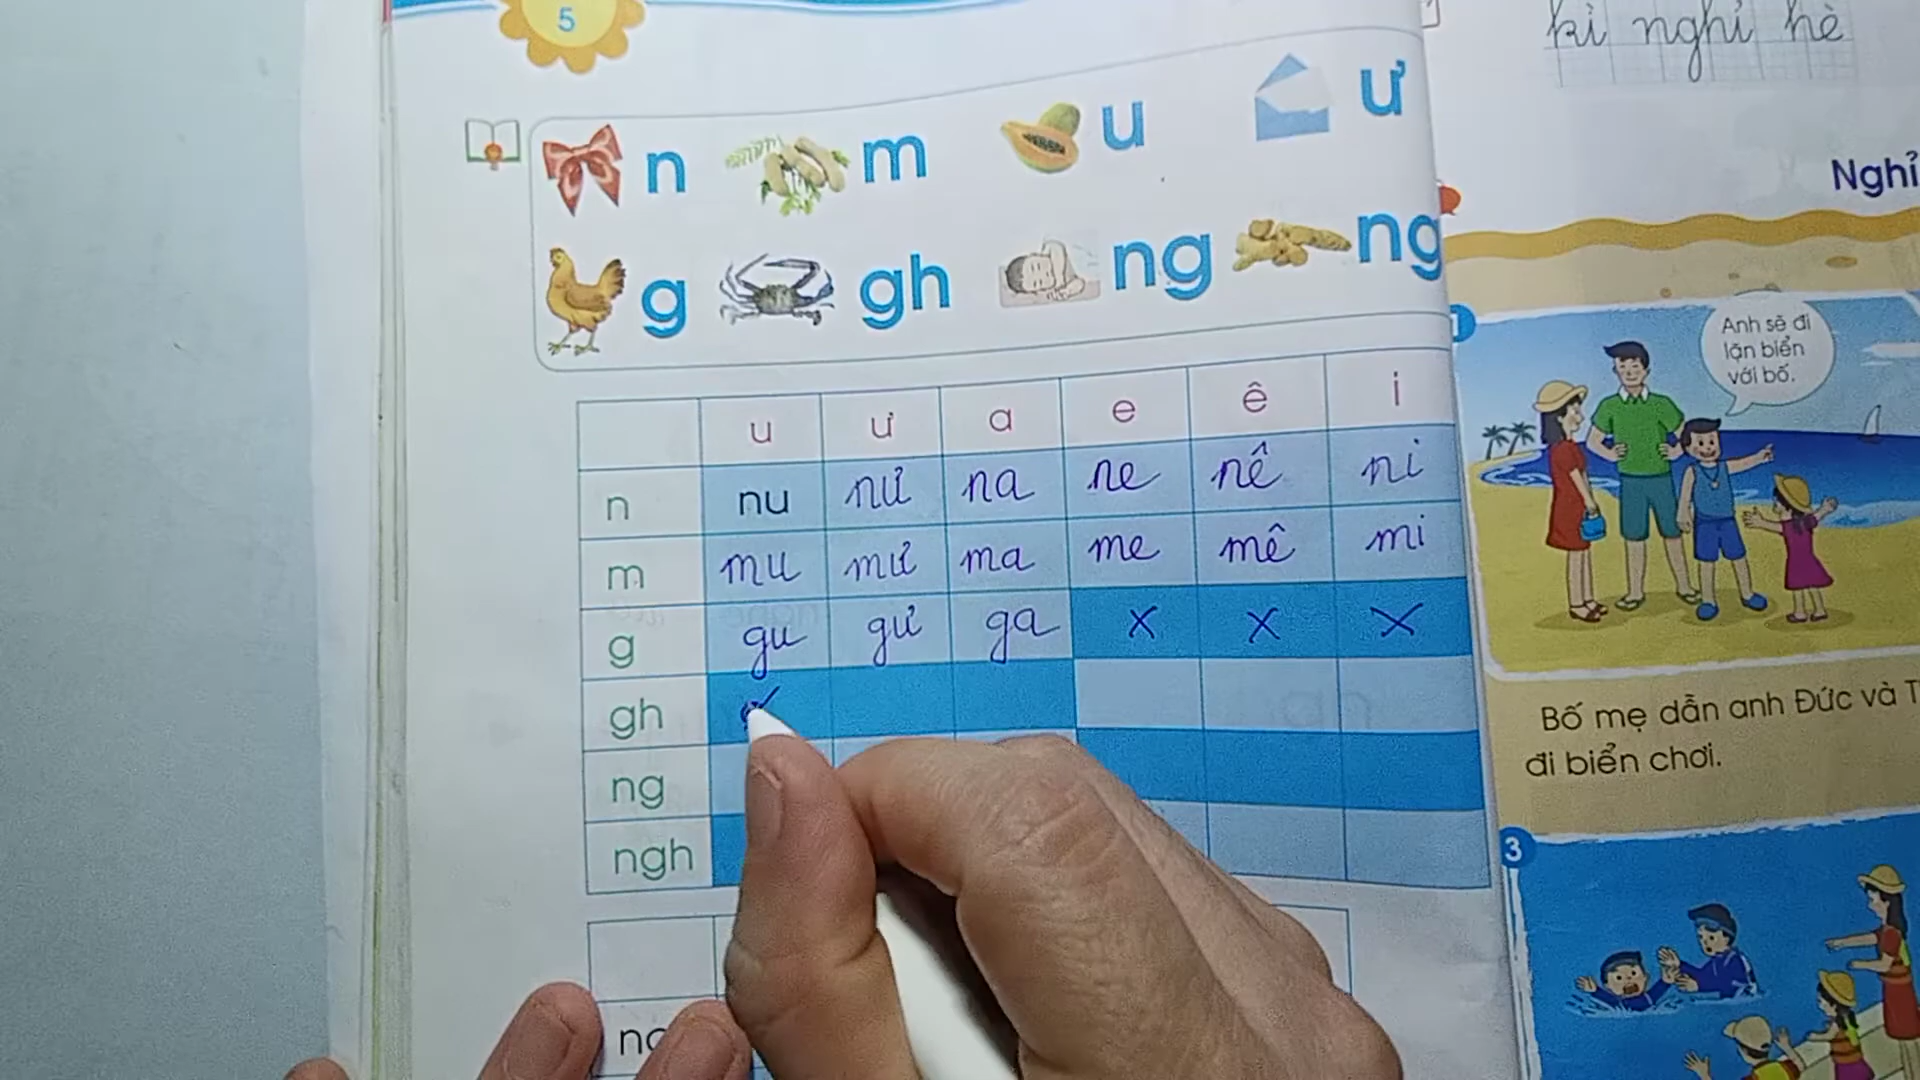 5
n m u ư
g gh ng ng
u ư a e ê i
n nu nư na ne nê ni
m mu mư ma me mê mi
g gu gư ga x x x
gh
ng
ngh
kì nghỉ hè
Nghỉ
1
Anh sẽ đi
lặn biển
với bố.
Bố mẹ dẫn anh Đức và T
đi biển chơi.
3